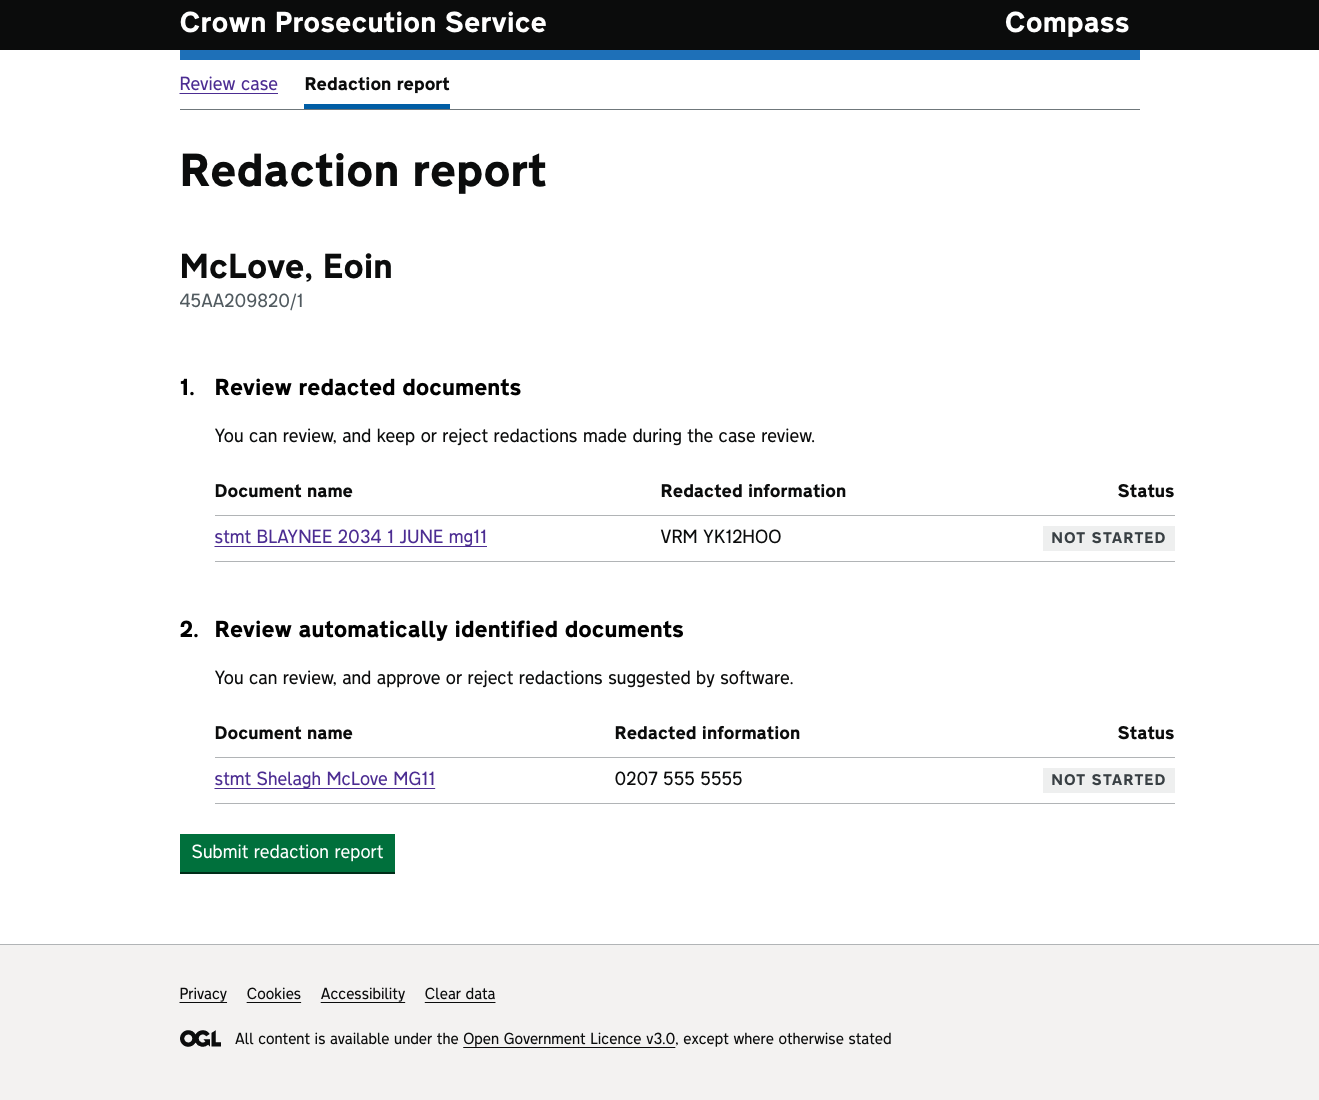 Crown Prosecution Service Compass
Review case Redaction report
Redaction report
McLove, Eoin
45AA209820/1
1. Review redacted documents
You can review, and keep or reject redactions made during the case review.
Document name Redacted information Status
stmt BLAYNEE 2034 1 JUNE mg11 VRM YK12HOO NOT STARTED
2. Review automatically identified documents
You can review, and approve or reject redactions suggested by software.
Document name Redacted information Status
stmt Shelagh McLove MG11 0207 555 5555 NOT STARTED
Submit redaction report
Privacy Cookies Accessibility Clear data
OGL All content is available under the Open Government Licence v3.0, except where otherwise stated